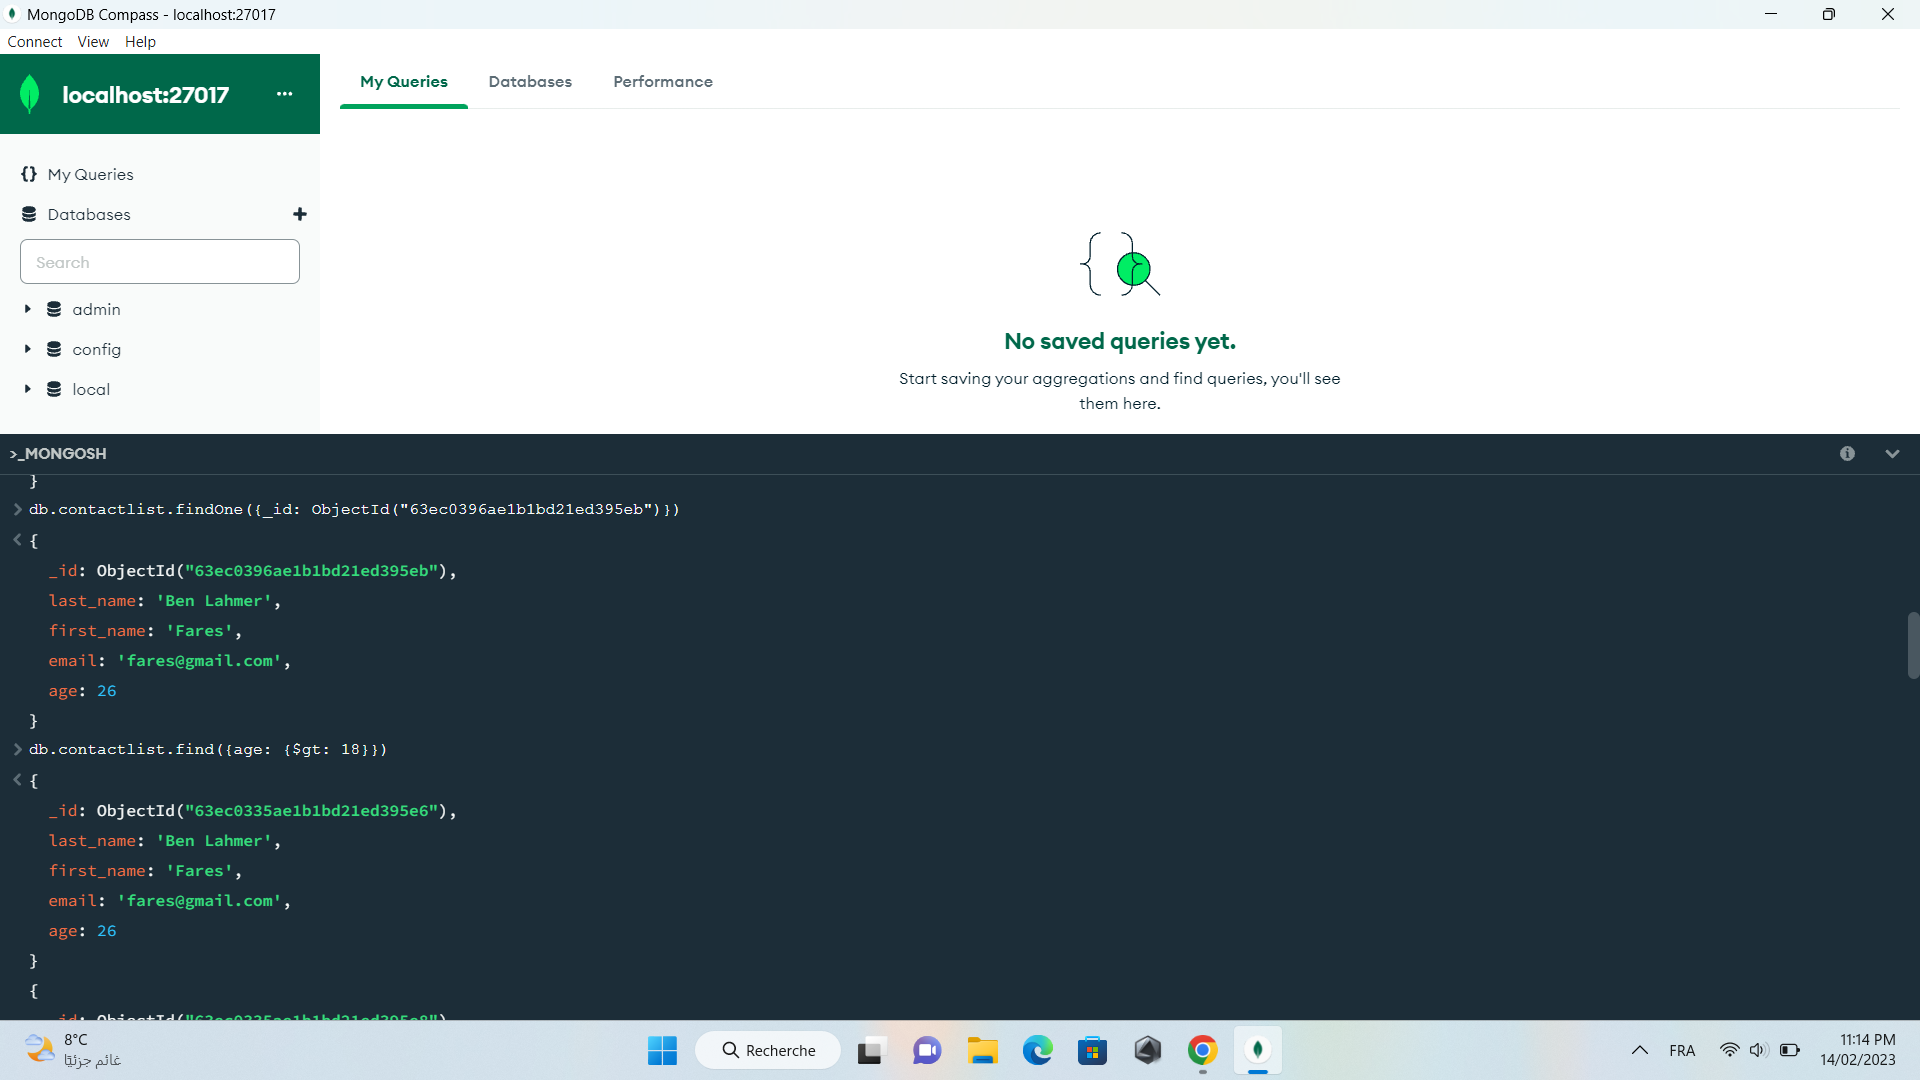 MongoDB Compass - localhost:27017
Connect View Help
localhost:27017 ...
My Queries Databases Performance
{} My Queries
Databases +
Search
admin
config
local
No saved queries yet.
Start saving your aggregations and find queries, you'll see
them here.
>_MONGOSH
}
> db.contactlist.findOne({_id: ObjectId("63ec0396ae1b1bd21ed395eb")})
< {
_id: ObjectId("63ec0396ae1b1bd21ed395eb"),
last_name: 'Ben Lahmer',
first_name: 'Fares',
email: 'fares@gmail.com',
age: 26
}
> db.contactlist.find({age: {$gt: 18}})
< {
_id: ObjectId("63ec0335ae1b1bd21ed395e6"),
last_name: 'Ben Lahmer',
first_name: 'Fares',
email: 'fares@gmail.com',
age: 26
}
{
_id: ObjectId("63ec0335ae1b1bd21ed395e8"),
8°C
غائم جزئيًا
Recherche
FRA
11:14 PM
14/02/2023